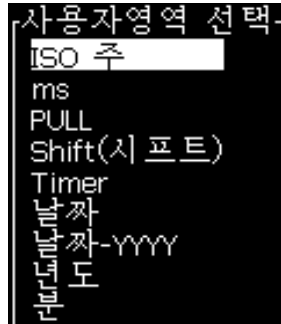 사용자영역 선택
ISO 주
ms
PULL
Shift(시프트)
Timer
날짜
날짜-YYYY
년도
분